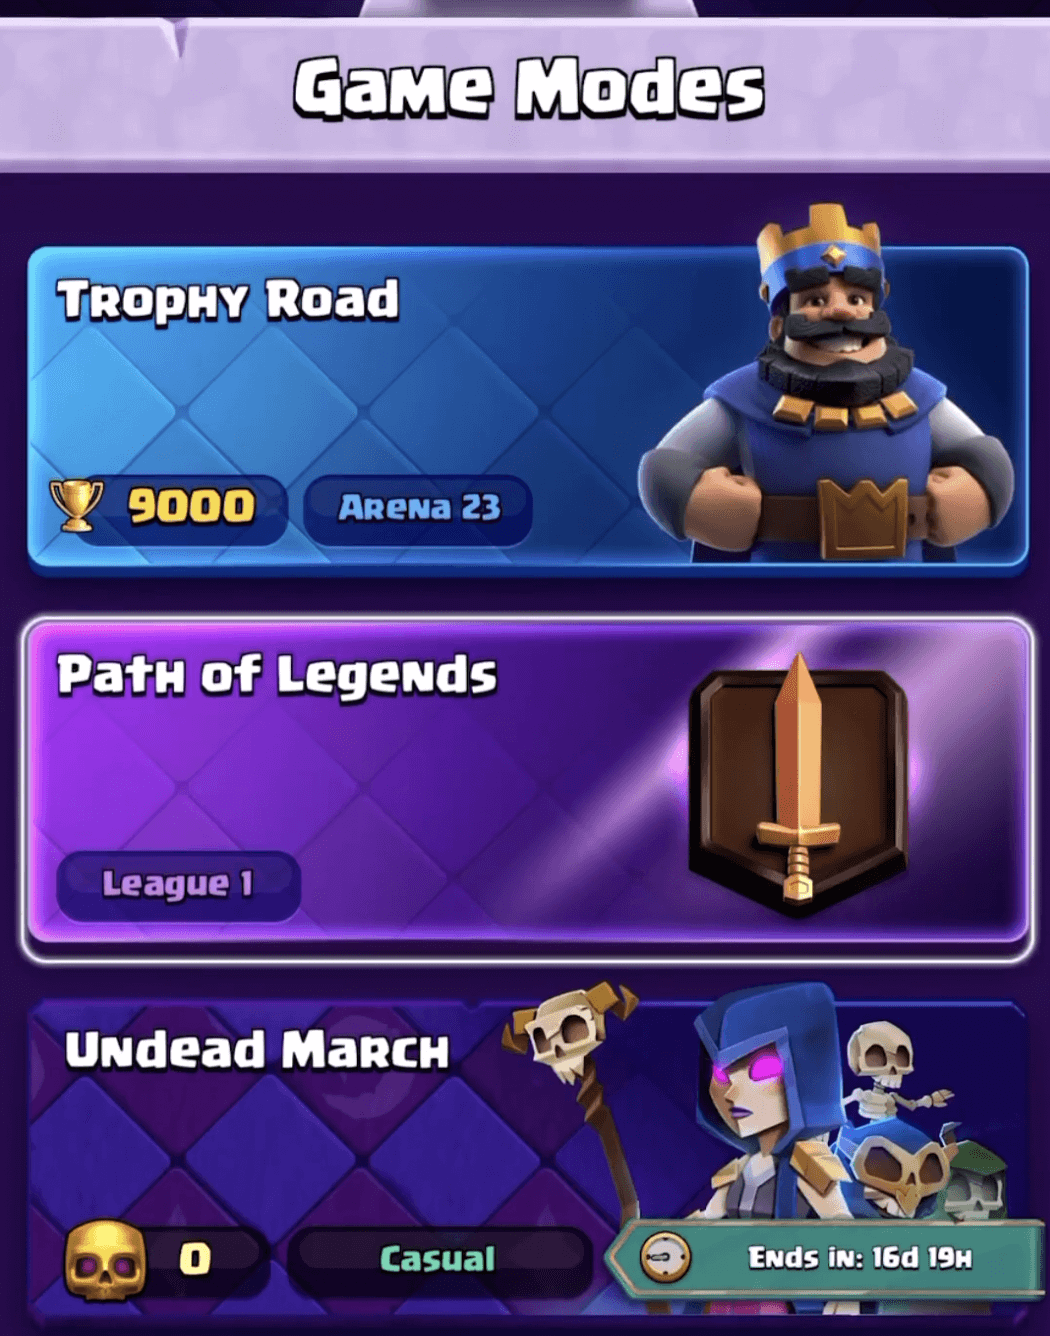 Game Modes
Trophy Road
9000
Arena 23
Path of Legends
League 1
Undead March
0
Casual
Ends in: 16d 19h